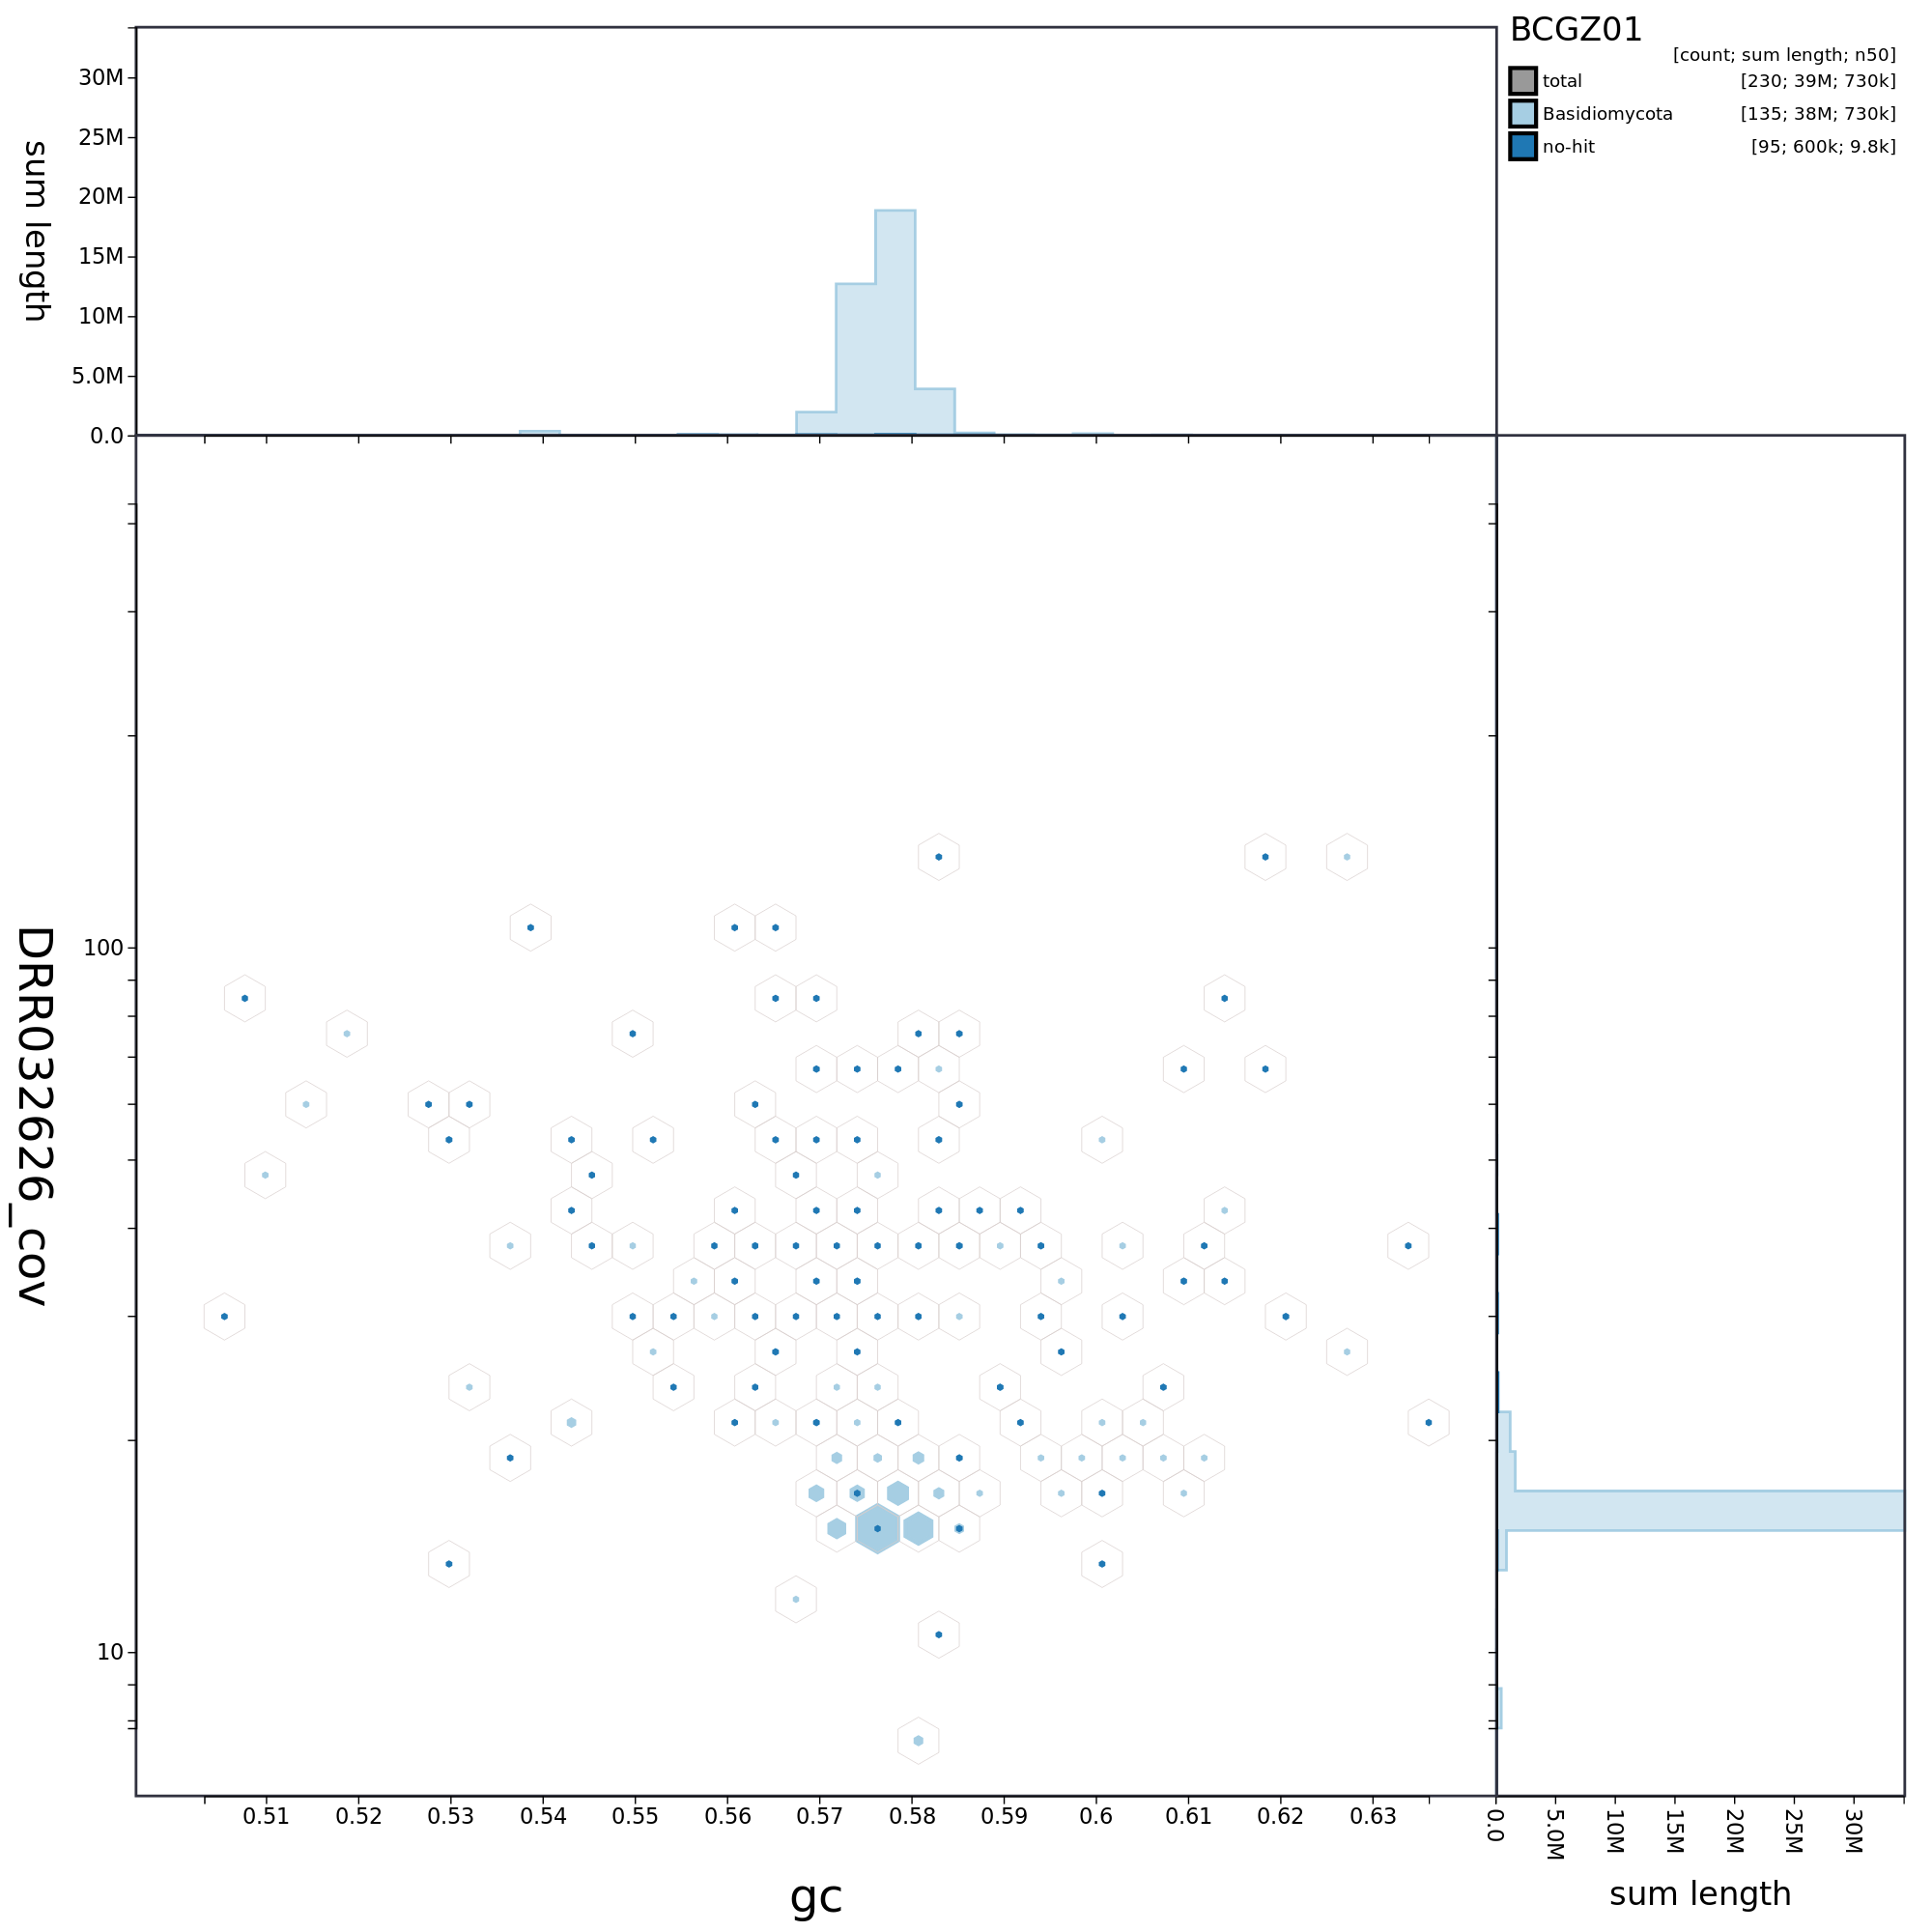 BCGZ01
[count; sum length; n50]
total [230; 39M; 730k]
Basidiomycota [135; 38M; 730k]
no-hit [95; 600k; 9.8k]
sum length
30M
25M
20M
15M
10M
5.0M
0.0
DRR032626_cov
100
10
0.51 0.52 0.53 0.54 0.55 0.56 0.57 0.58 0.59 0.6 0.61 0.62 0.63
gc
0.0 5.0M 10M 15M 20M 25M 30M
sum length